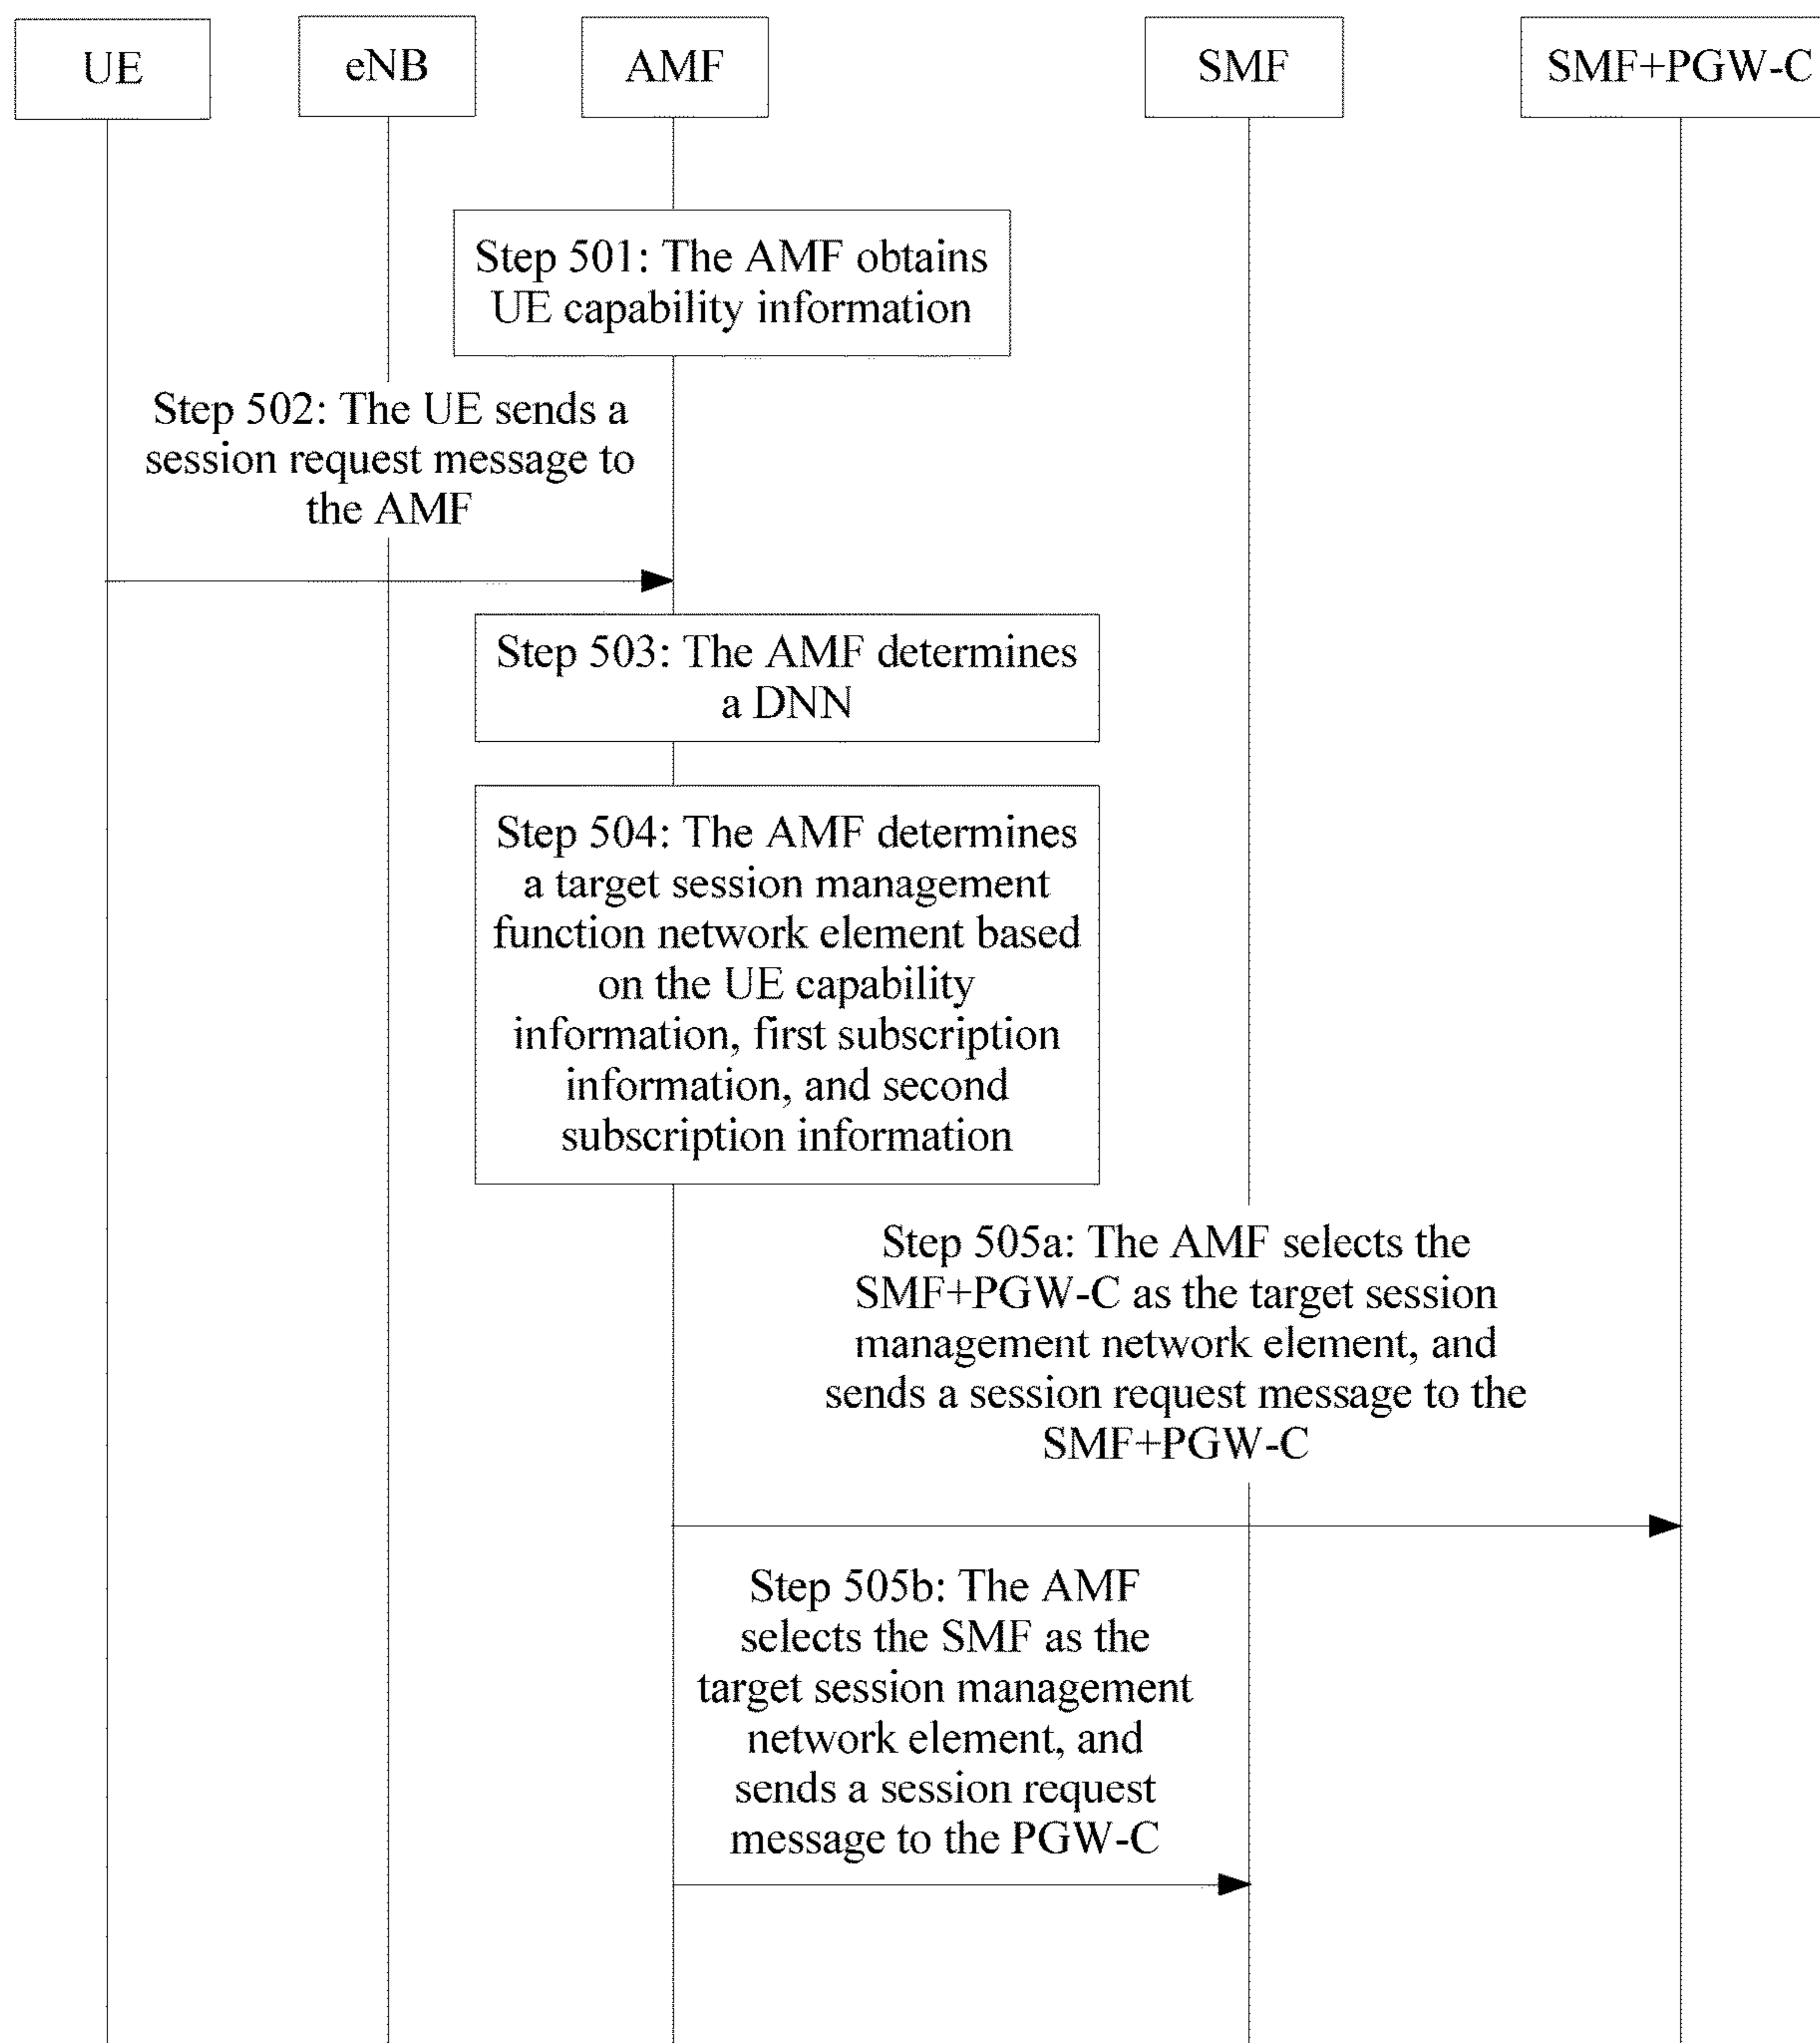 UE
eNB
AMF
SMF
SMF+PGW-C
Step 501: The AMF obtains
UE capability information
Step 502: The UE sends a
session request message to
the AMF
Step 503: The AMF determines
a DNN
Step 504: The AMF determines
a target session management
function network element based
on the UE capability
information, first subscription
information, and second
subscription information
Step 505a: The AMF selects the
SMF+PGW-C as the target session
management network element, and
sends a session request message to the
SMF+PGW-C
Step 505b: The AMF
selects the SMF as the
target session management
network element, and
sends a session request
message to the PGW-C